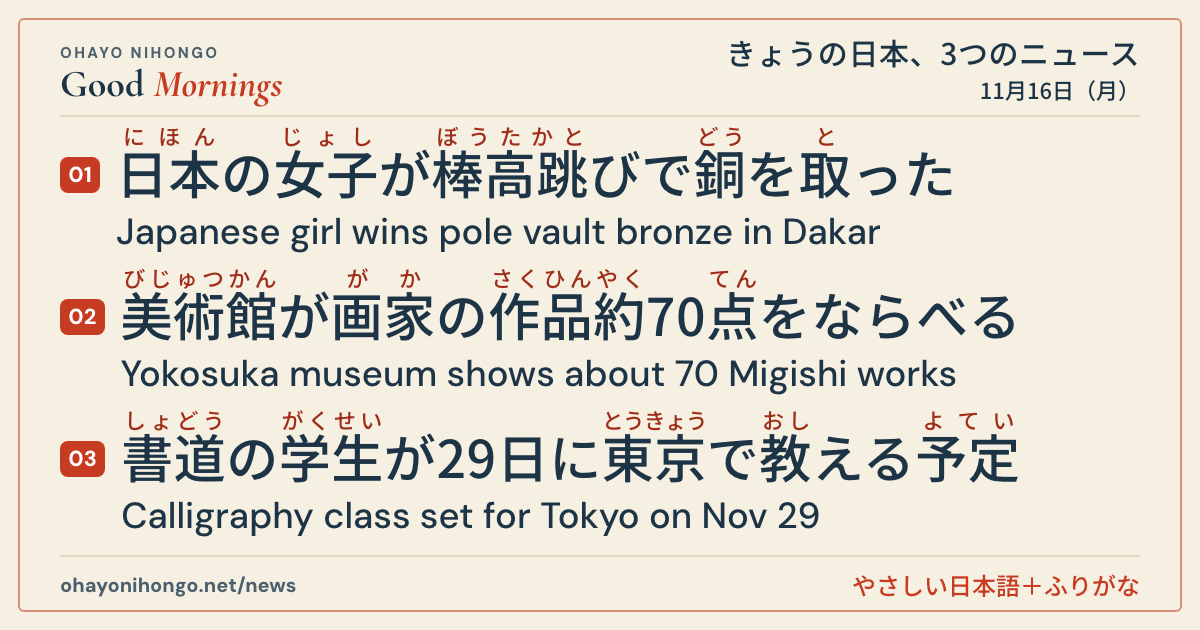 OHAYO NIHONGO
Good Mornings
きょうの日本、3つのニュース
11月16日（月）
にほん じょし ぼうたかと どう と
01 日本の女子が棒高跳びで銅を取った
Japanese girl wins pole vault bronze in Dakar
びじゅつかん が か さくひんやく てん
02 美術館が画家の作品約70点をならべる
Yokosuka museum shows about 70 Migishi works
しょどう がくせい とうきょう おし よてい
03 書道の学生が29日に東京で教える予定
Calligraphy class set for Tokyo on Nov 29
ohayonihongo.net/news
やさしい日本語＋ふりがな